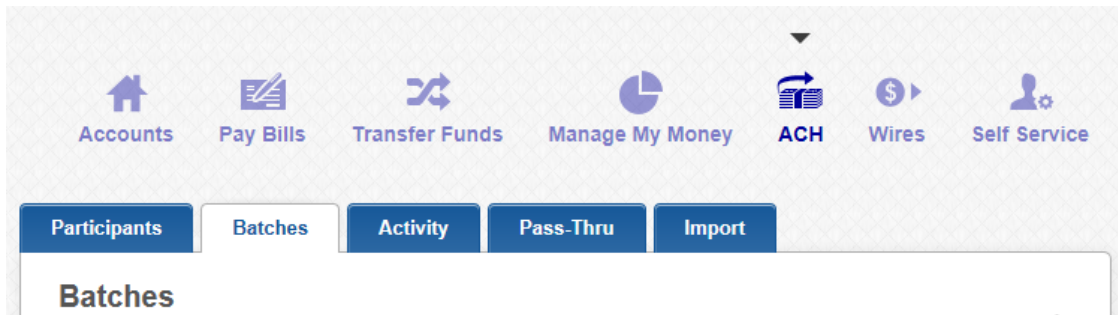 Accounts Pay Bills Transfer Funds Manage My Money ACH Wires Self Service
Participants Batches Activity Pass-Thru Import
Batches